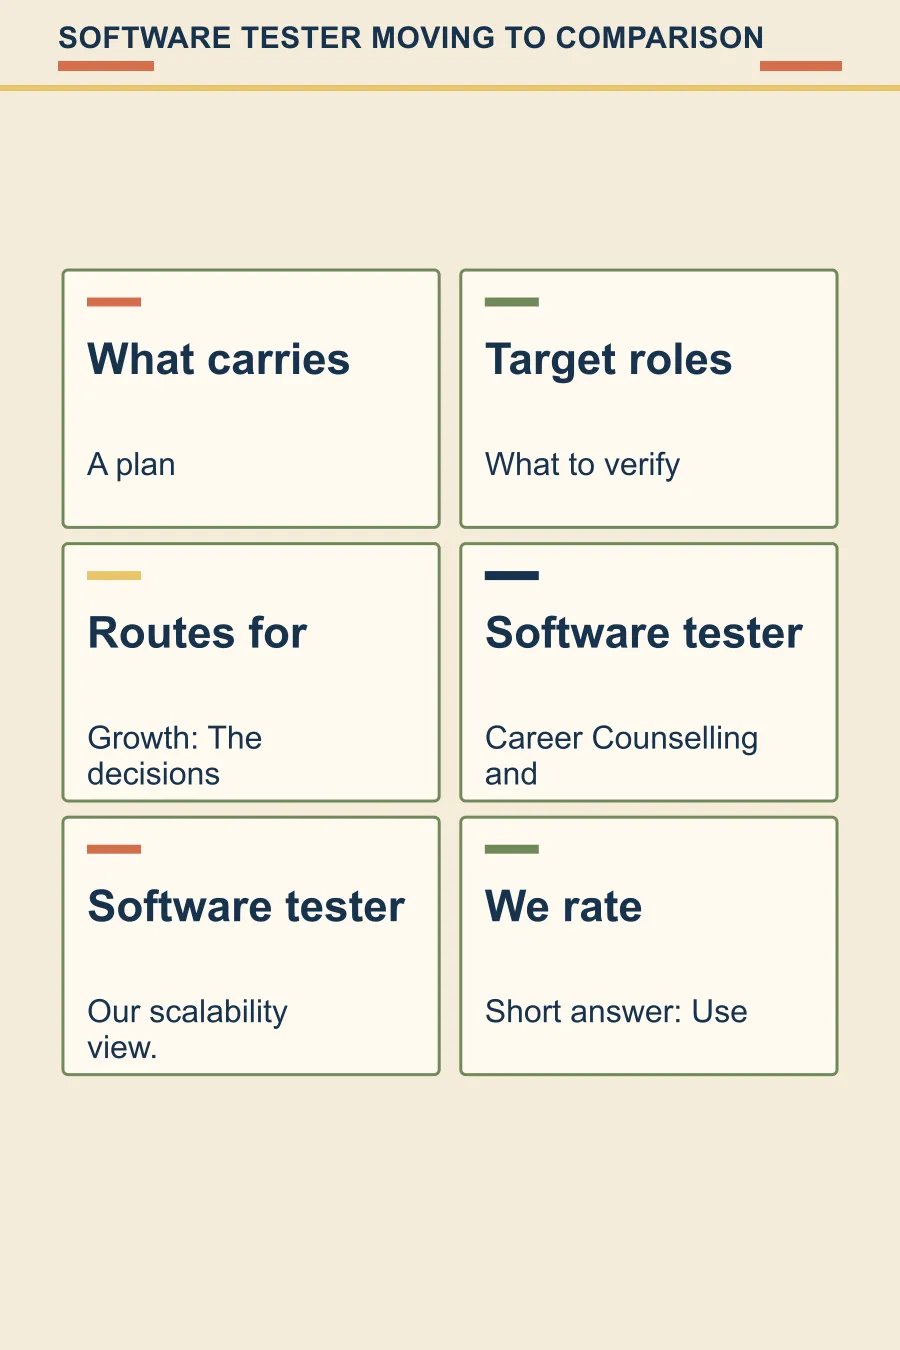 SOFTWARE TESTER MOVING TO COMPARISON
What carries
A plan
Target roles
What to verify
Routes for
Growth: The
decisions
Software tester
Career Counselling
and
Software tester
Our scalability
view.
We rate
Short answer: Use